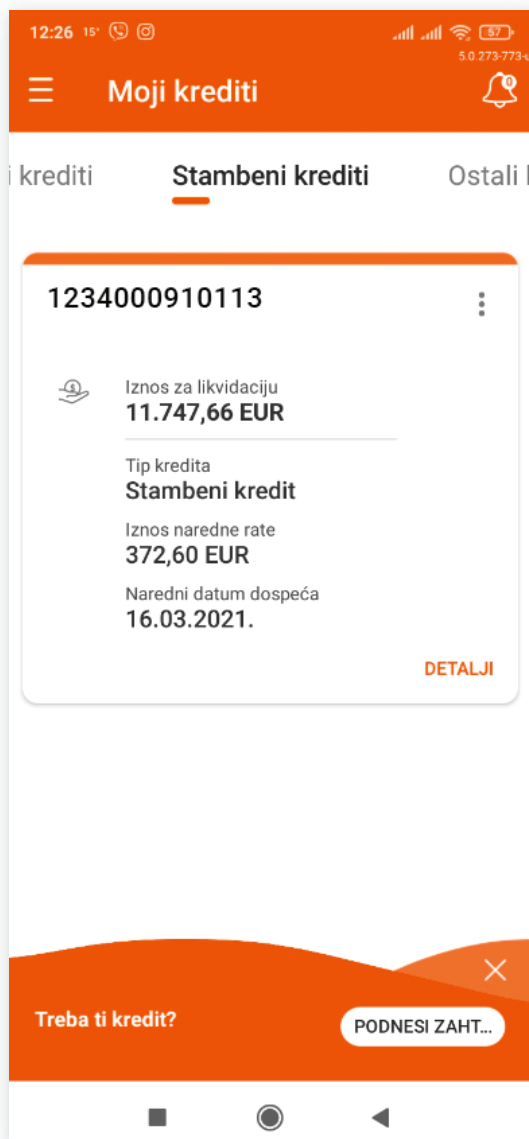 12:26 15° 57
5.0.273-773-u
Moji krediti 0
i krediti Stambeni krediti Ostali
1234000910113
Iznos za likvidaciju
11.747,66 EUR
Tip kredita
Stambeni kredit
Iznos naredne rate
372,60 EUR
Naredni datum dospeća
16.03.2021.
DETALJI
Treba ti kredit?
PODNESI ZAHT...